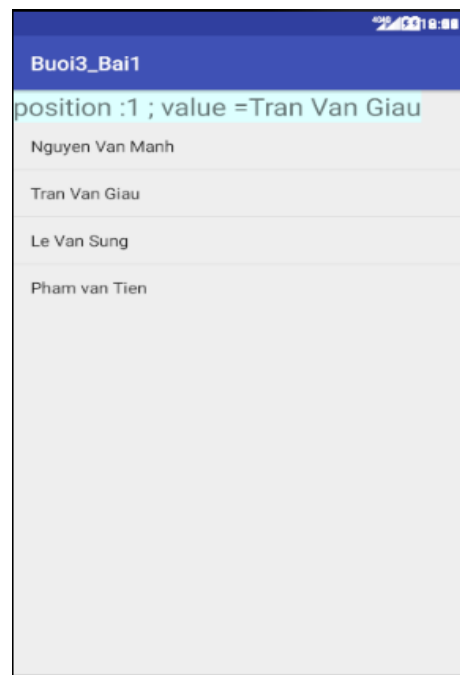 Buoi3_Bai1
position :1 ; value =Tran Van Giau
Nguyen Van Manh
Tran Van Giau
Le Van Sung
Pham van Tien